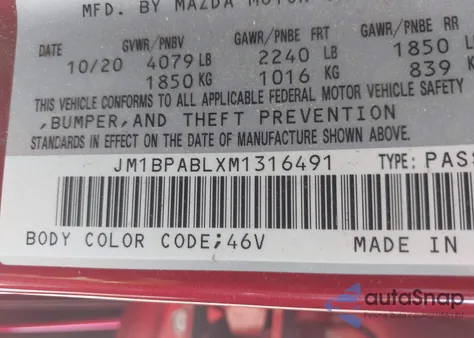 MFD. BY MAZDA MOTOR
DATE GVWR/PNBV GAWR/PNBE FRT GAWR/PNBE RR
10/20 4079 LB 2240 LB 1850 LB
1850 KG 1016 KG 839 KG
THIS VEHICLE CONFORMS TO ALL APPLICABLE FEDERAL MOTOR VEHICLE SAFETY
,BUMPER,AND THEFT PREVENTION
STANDARDS IN EFFECT ON THE DATE OF MANUFACTURE SHOWN ABOVE.
JM1BPABLXM1316491 TYPE:PAS
BODY COLOR CODE;46V MADE IN
autoSnap